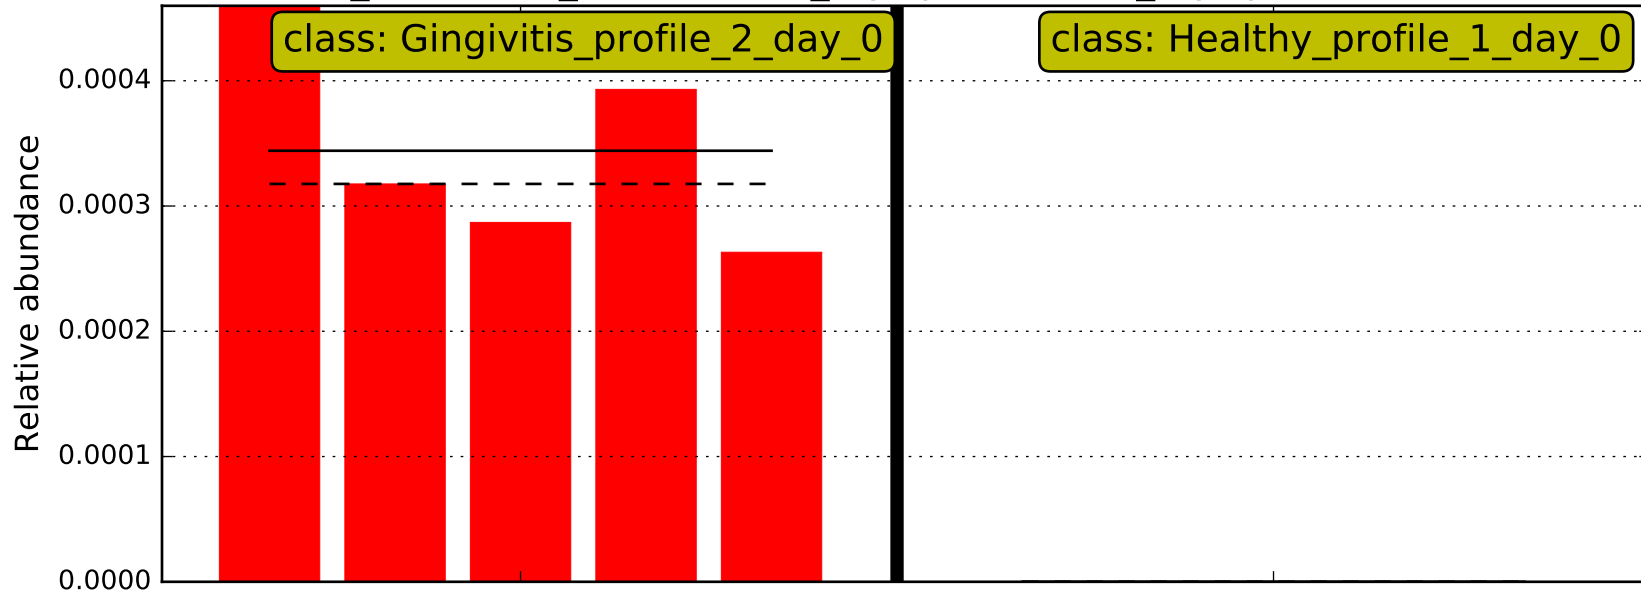 class: Gingivitis_profile_2_day_0
class: Healthy_profile_1_day_0
0.0004
0.0003
0.0002
0.0001
0.0000
Relative abundance